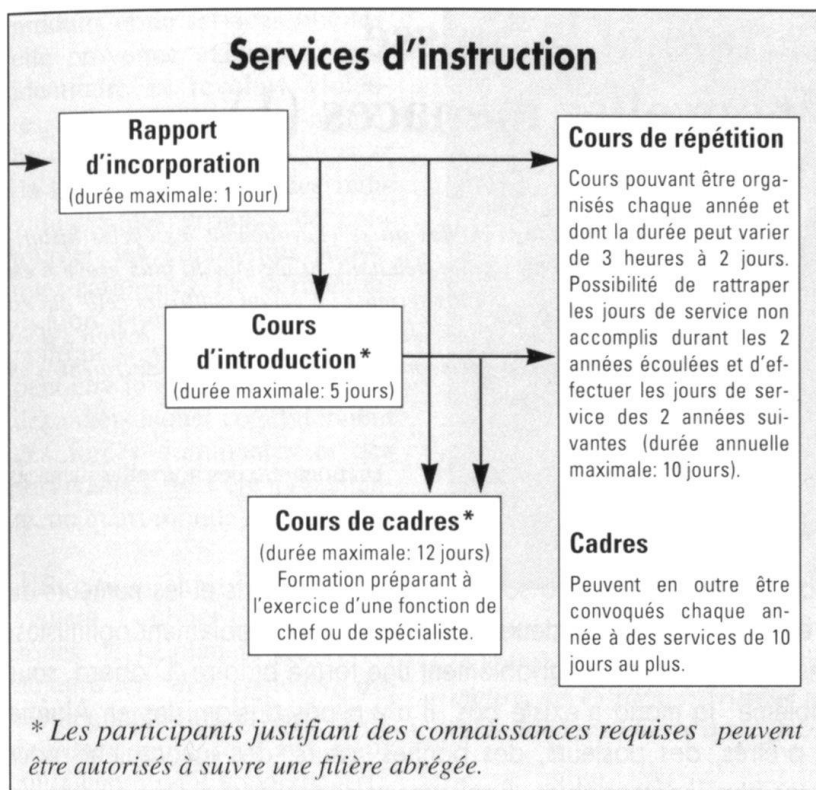 Services d'instruction
Rapport
d'incorporation
(durée maximale: 1 jour)
Cours
d'introduction*
(durée maximale: 5 jours)
Cours de cadres*
(durée maximale: 12 jours)
Formation préparant à
l'exercice d'une fonction de
chef ou de spécialiste.
Cours de répétition
Cours pouvant être orga-
nisés chaque année et
dont la durée peut varier
de 3 heures à 2 jours.
Possibilité de rattraper
les jours de service non
accomplis durant les 2
années écoulées et d'ef-
fectuer les jours de ser-
vice des 2 années sui-
vantes (durée annuelle
maximale: 10 jours).
Cadres
Peuvent en outre être
convoqués chaque an-
née à des services de 10
jours au plus.
* Les participants justifiant des connaissances requises peuvent
être autorisés à suivre une filière abrégée.